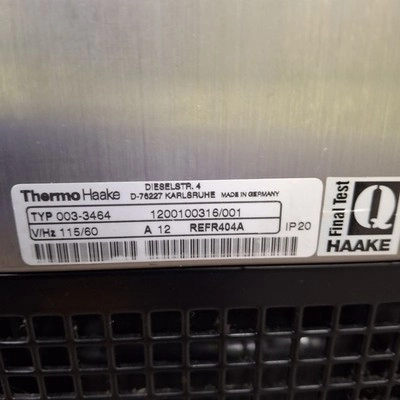 Thermo Haake
DIESELSTR. 4
D-76227 KARLSRUHE MADE IN GERMANY
TYP 003-3464 1200100316/001
V/Hz 115/60 A 12 REFR404A IP20
Final Test
Q
HAAKE